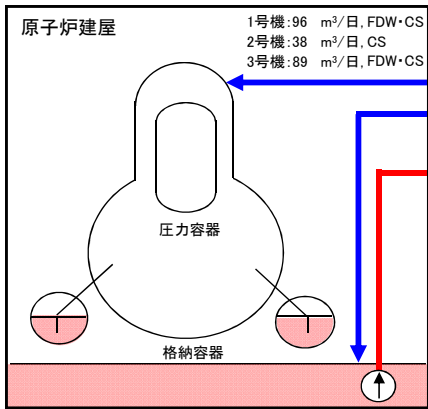 原子炉建屋
1号機:96 m³/日, FDW・CS
2号機:38 m³/日, CS
3号機:89 m³/日, FDW・CS
圧力容器
格納容器